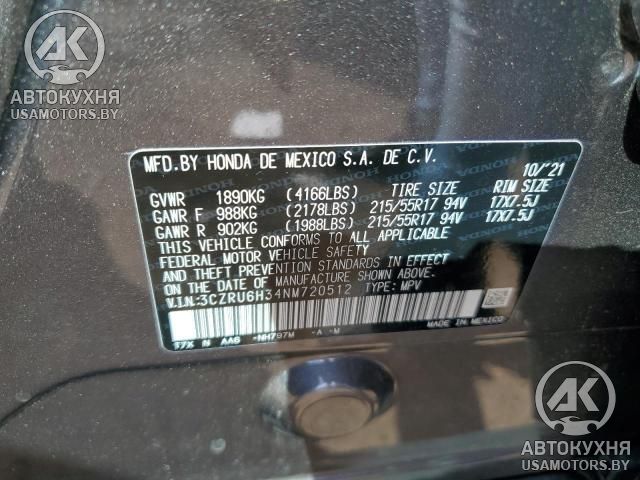 АВТОКУХНЯ
USAMOTORS.BY
MFD.BY HONDA DE MEXICO S.A. DE C.V. 10/'21
GVWR 1890KG (4166LBS) TIRE SIZE RIM SIZE
GAWR F 988KG (2178LBS) 215/55R17 94V 17X7.5J
GAWR R 902KG (1988LBS) 215/55R17 94V 17X7.5J
THIS VEHICLE CONFORMS TO ALL APPLICABLE
FEDERAL MOTOR VEHICLE SAFETY
STANDARDS IN EFFECT
ON THE DATE OF MANUFACTURE SHOWN ABOVE.
V.I.N:3CZRU6H34NM720512 TYPE: MPV
MADE IN MEXICO
T7X N AA6 -NH797M -A -M
АВТОКУХНЯ
USAMOTORS.BY